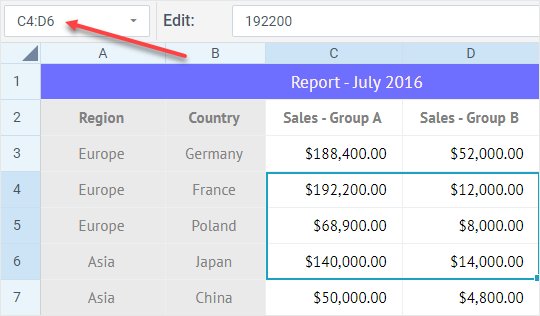 C4:D6 Edit: 192200
A B C D
1 Report - July 2016
2 Region Country Sales - Group A Sales - Group B
3 Europe Germany $188,400.00 $52,000.00
4 Europe France $192,200.00 $12,000.00
5 Europe Poland $68,900.00 $8,000.00
6 Asia Japan $140,000.00 $14,000.00
7 Asia China $50,000.00 $4,800.00